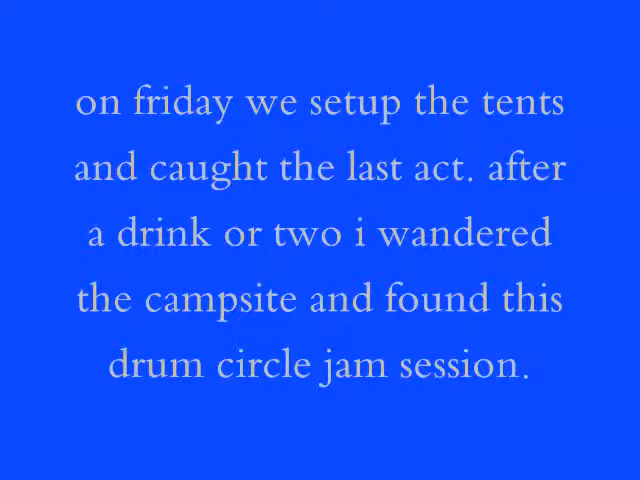 on friday we setup the tents
and caught the last act. after
a drink or two i wandered
the campsite and found this
drum circle jam session.